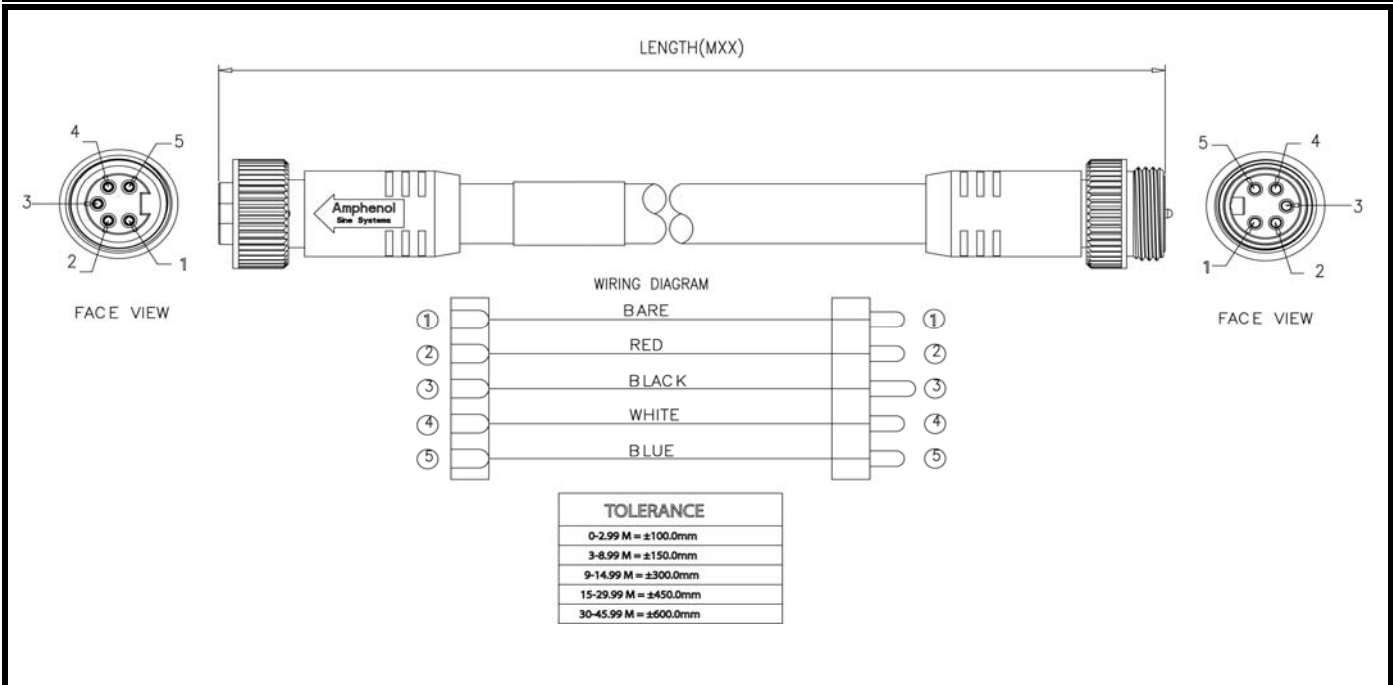 LENGTH(MXX)
4
5
3
2
1
FACE VIEW
Amphenol
Sine Systems
5
4
3
1
2
FACE VIEW
WIRING DIAGRAM
1 BARE 1
2 RED 2
3 BLACK 3
4 WHITE 4
5 BLUE 5
TOLERANCE
0-2.99 M = ±100.0mm
3-8.99 M = ±150.0mm
9-14.99 M = ±300.0mm
15-29.99 M = ±450.0mm
30-45.99 M = ±600.0mm